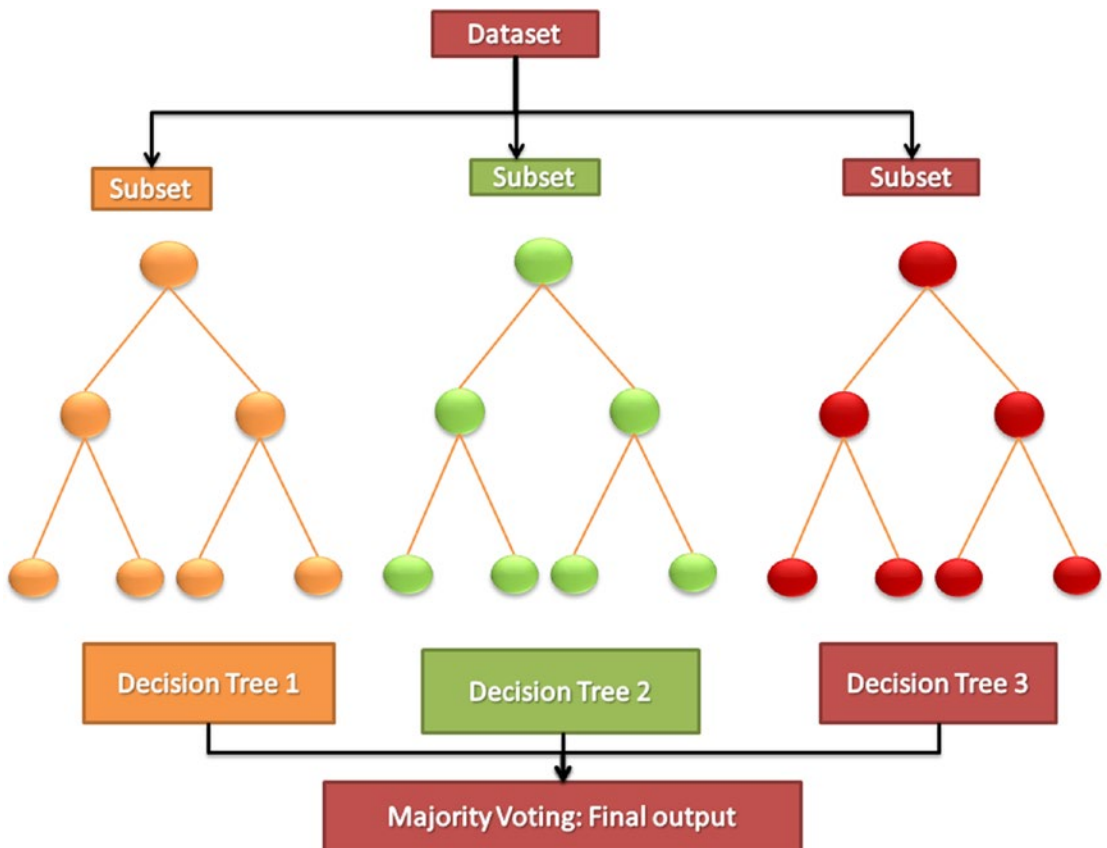 Dataset
Subset
Subset
Subset
Decision Tree 1
Decision Tree 2
Decision Tree 3
Majority Voting: Final output